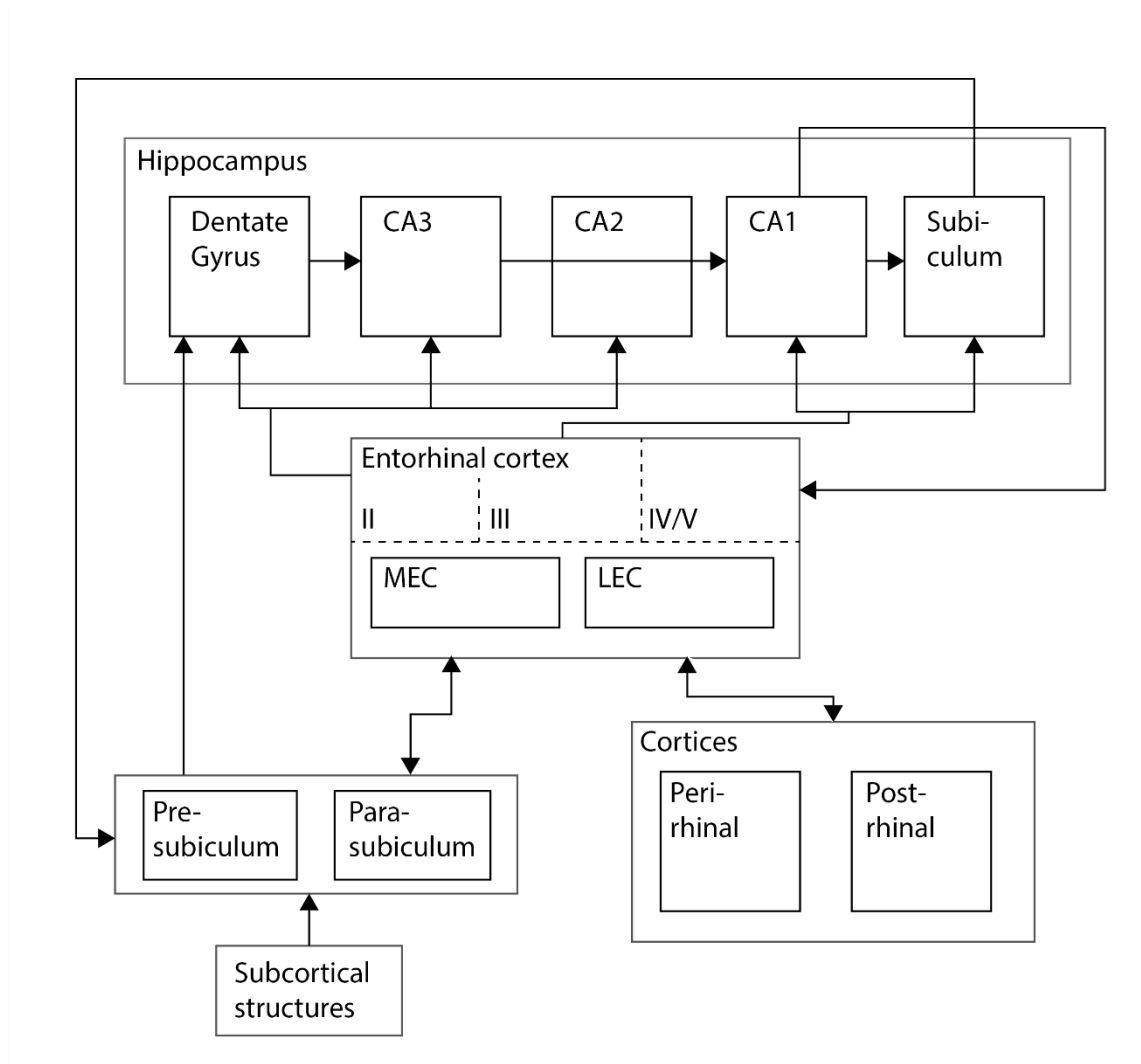 Hippocampus
Dentate
Gyrus
CA3
CA2
CA1
Subi-
culum
Entorhinal cortex
II
III
IV/V
MEC
LEC
Cortices
Peri-
rhinal
Post-
rhinal
Pre-
subiculum
Para-
subiculum
Subcortical
structures